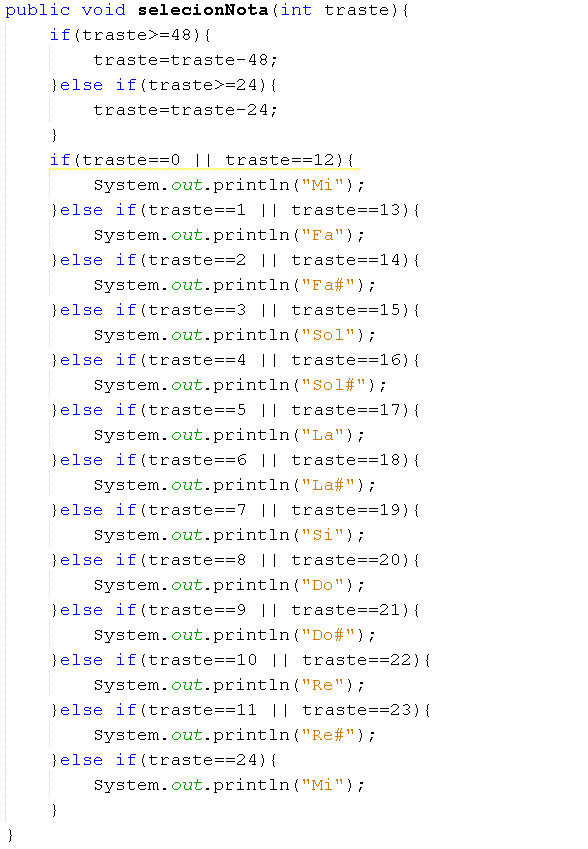 public void selecionNota(int traste){
    if(traste>=48){
        traste=traste-48;
    }else if(traste>=24){
        traste=traste-24;
    }
    if(traste==0 || traste==12){
        System.out.println("Mi");
    }else if(traste==1 || traste==13){
        System.out.println("Fa");
    }else if(traste==2 || traste==14){
        System.out.println("Fa#");
    }else if(traste==3 || traste==15){
        System.out.println("Sol");
    }else if(traste==4 || traste==16){
        System.out.println("Sol#");
    }else if(traste==5 || traste==17){
        System.out.println("La");
    }else if(traste==6 || traste==18){
        System.out.println("La#");
    }else if(traste==7 || traste==19){
        System.out.println("Si");
    }else if(traste==8 || traste==20){
        System.out.println("Do");
    }else if(traste==9 || traste==21){
        System.out.println("Do#");
    }else if(traste==10 || traste==22){
        System.out.println("Re");
    }else if(traste==11 || traste==23){
        System.out.println("Re#");
    }else if(traste==24){
        System.out.println("Mi");
    }
}